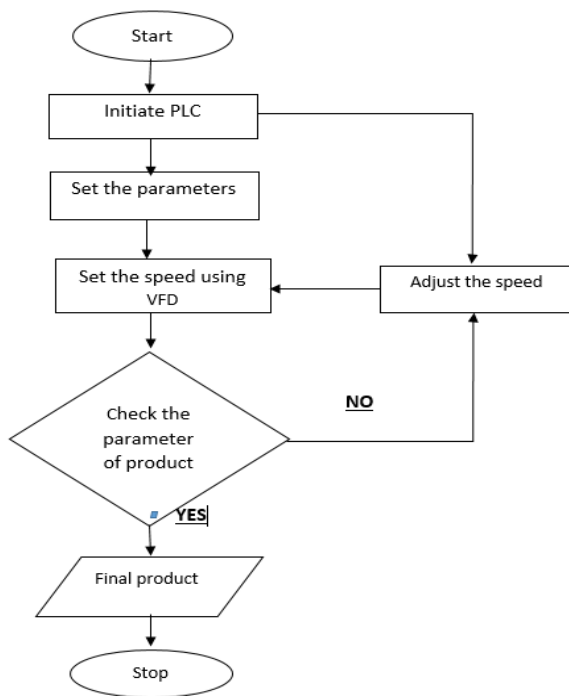 Start
Initiate PLC
Set the parameters
Set the speed using
VFD
Adjust the speed
Check the
parameter
of product
NO
YES
Final product
Stop